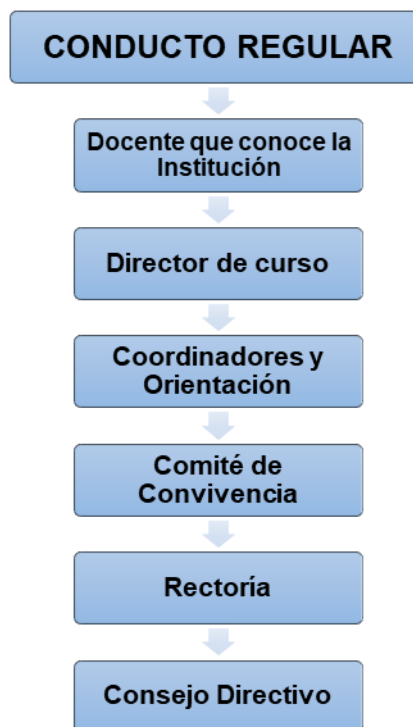 CONDUCTO REGULAR
Docente que conoce la
Institución
Director de curso
Coordinadores y
Orientación
Comité de
Convivencia
Rectoría
Consejo Directivo